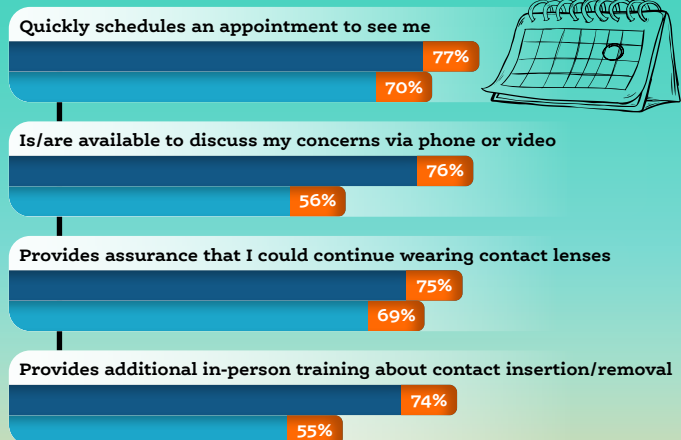 Quickly schedules an appointment to see me
77%
70%
Is/are available to discuss my concerns via phone or video
76%
56%
Provides assurance that I could continue wearing contact lenses
75%
69%
Provides additional in-person training about contact insertion/removal
74%
55%